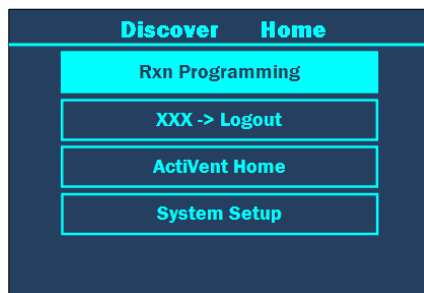 Discover Home
Rxn Programming
XXX -> Logout
ActiVent Home
System Setup